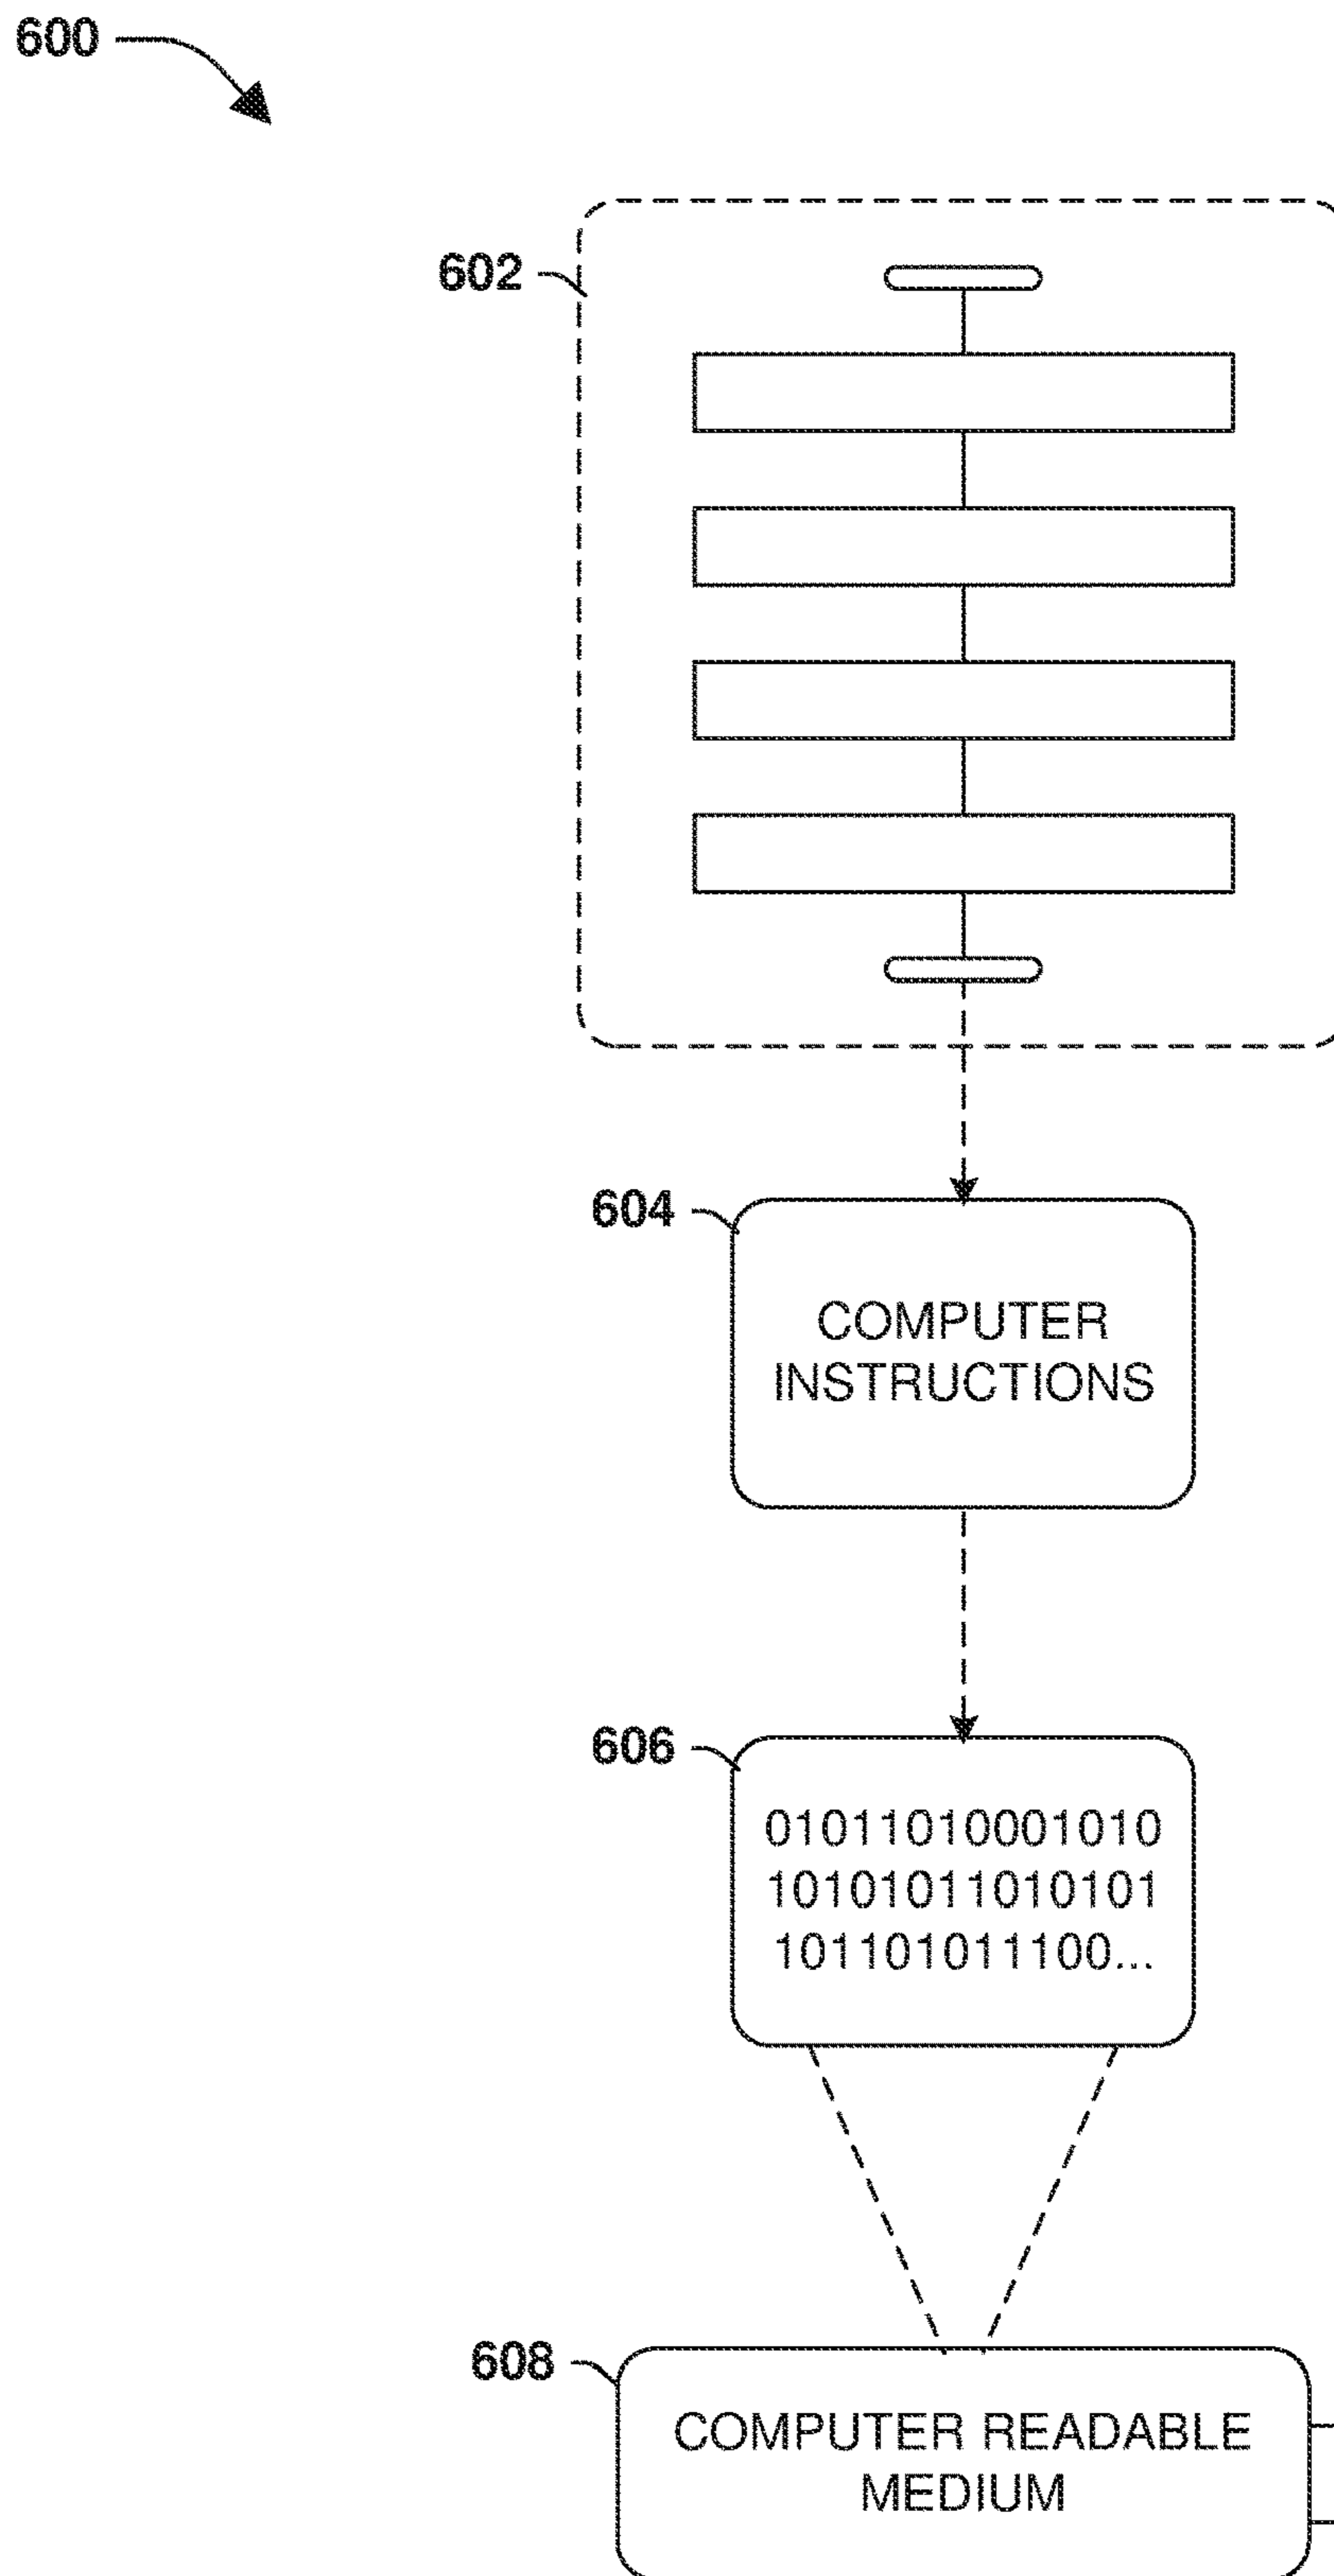 600
602
604
COMPUTER
INSTRUCTIONS
606
01011010001010
10101011010101
101101011100...
608
COMPUTER READABLE
MEDIUM